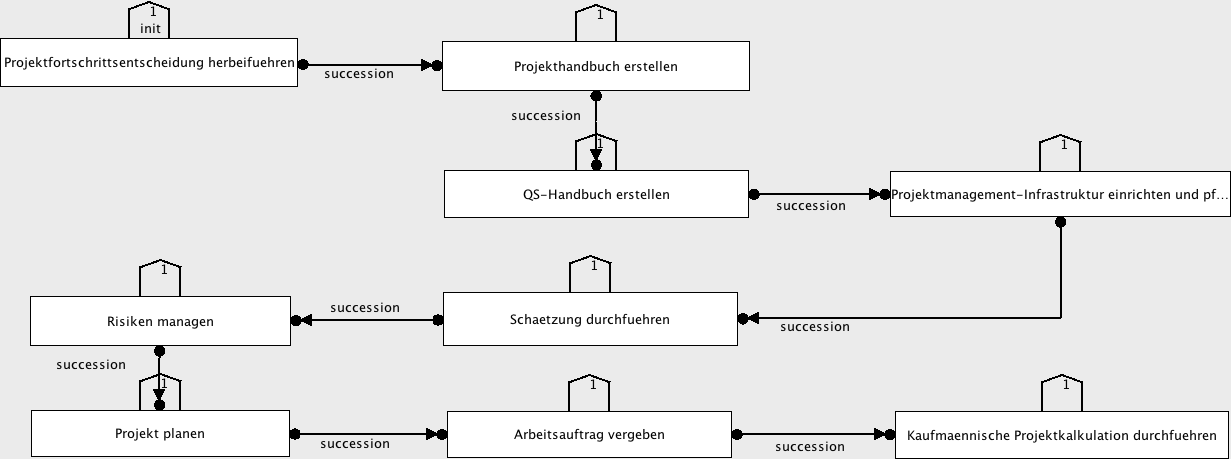 1
init
1
Projektfortschrittsentscheidung herbeifuehren
succession
Projekthandbuch erstellen
succession
1
QS-Handbuch erstellen
succession
1
Projektmanagement-Infrastruktur einrichten und pf...
1
Risiken managen
succession
1
Schaetzung durchfuehren
succession
succession
1
Projekt planen
succession
1
Arbeitsauftrag vergeben
succession
1
Kaufmaennische Projektkalkulation durchfuehren